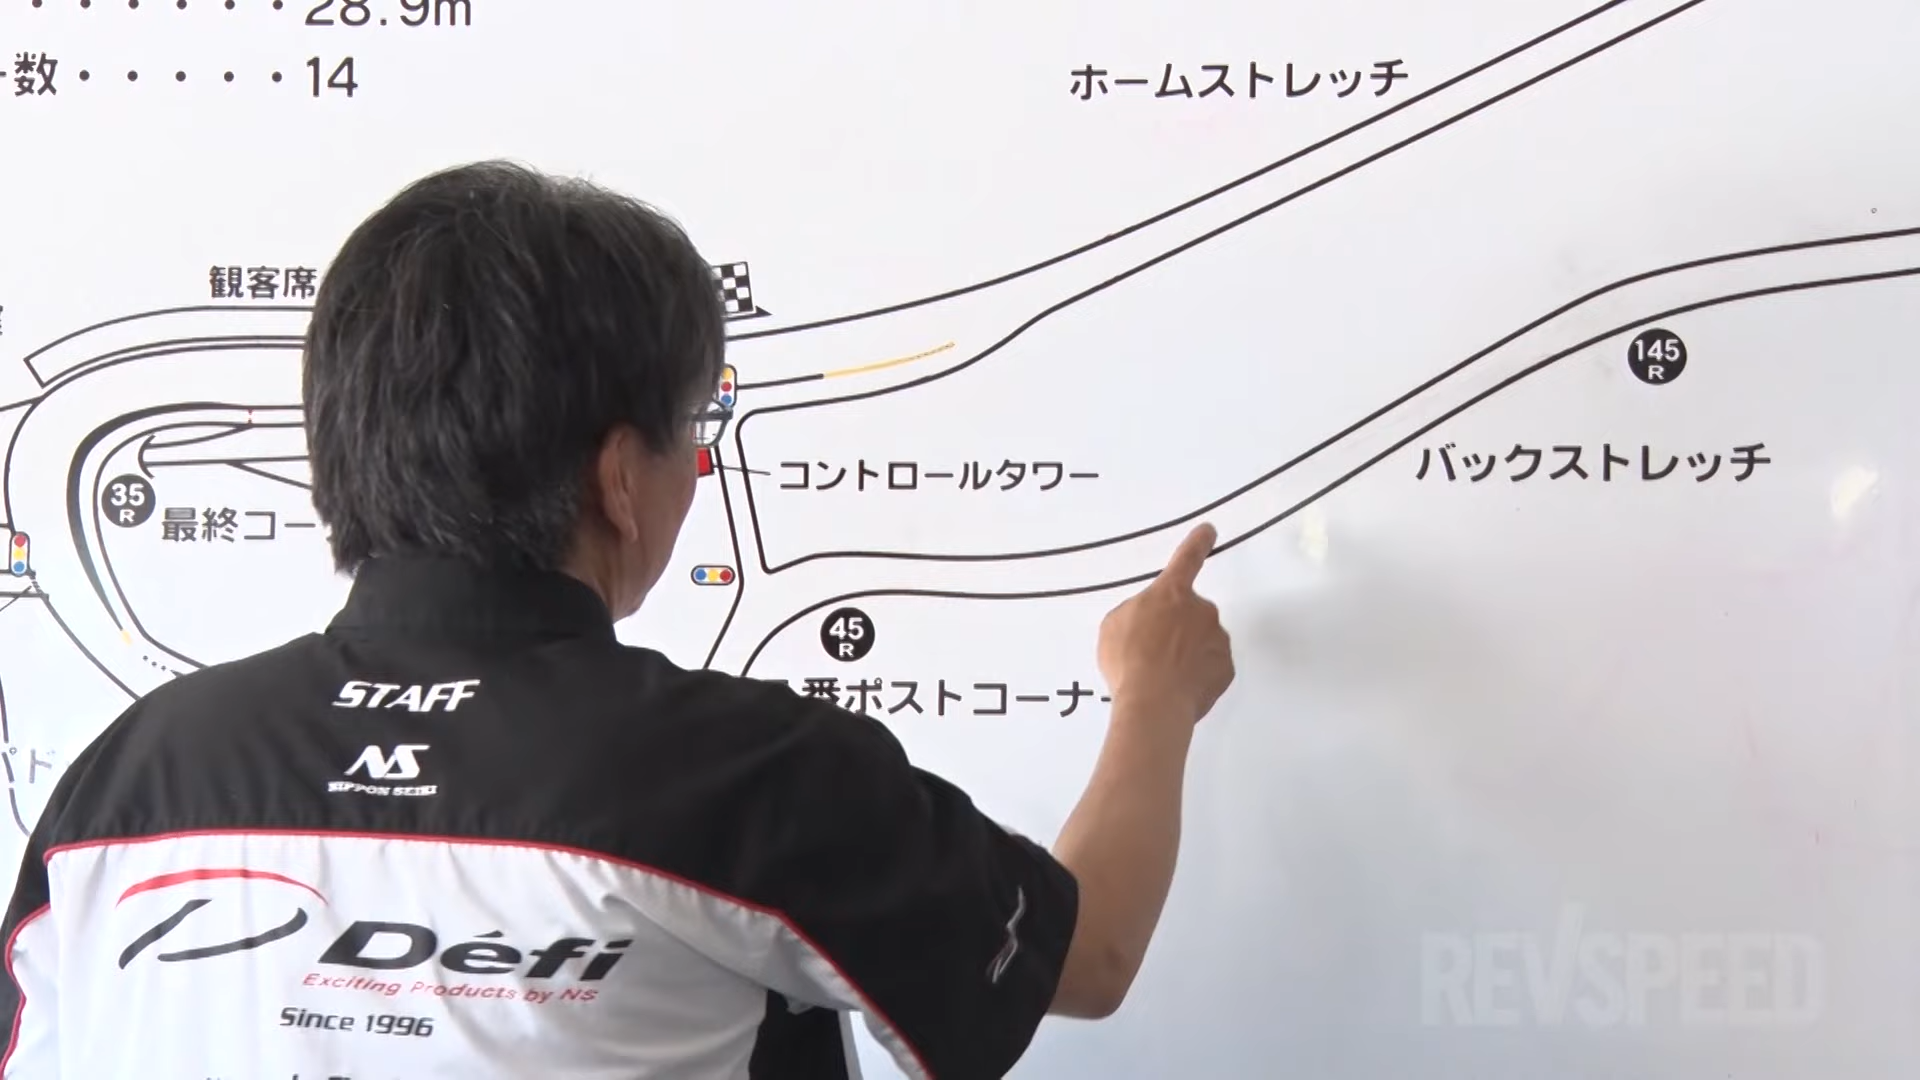 ・・・・・・28.9m
数・・・・・・14
ホームストレッチ
観客席
145
R
バックストレッチ
コントロールタワー
35
R
最終コー
45
R
番ポストコーナー
パド
STAFF
NS
NIPPON SEIKI
Défi
Exciting Products by NS
Since 1996
REVSPEED